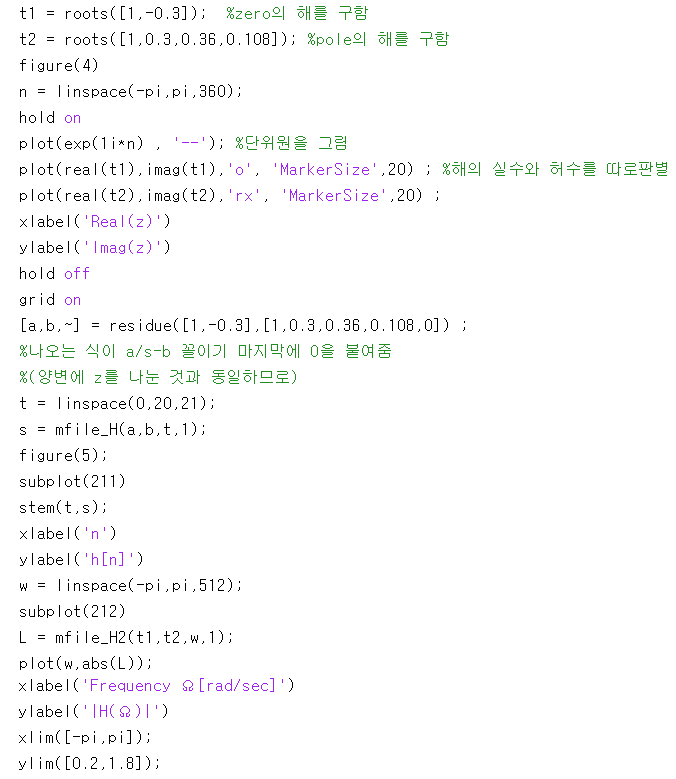 t1 = roots([1,-0.3]);  %zero의 해를 구함
t2 = roots([1,0.3,0.36,0.108]); %pole의 해를 구함
figure(4)
n = linspace(-pi,pi,360);
hold on
plot(exp(1i*n) , '--'); %단위원을 그림
plot(real(t1),imag(t1),'o', 'MarkerSize',20) ; %해의 실수와 허수를 따로판별
plot(real(t2),imag(t2),'rx', 'MarkerSize',20) ;
xlabel('Real(z)')
ylabel('Imag(z)')
hold off
grid on
[a,b,~] = residue([1,-0.3],[1,0.3,0.36,0.108,0]) ;
%나오는 식이 a/s-b 꼴이기 마지막에 0을 붙여줌
%(양변에 z를 나눈 것과 동일하므로)
t = linspace(0,20,21);
s = mfile_H(a,b,t,1);
figure(5);
subplot(211)
stem(t,s);
xlabel('n')
ylabel('h[n]')
w = linspace(-pi,pi,512);
subplot(212)
L = mfile_H2(t1,t2,w,1);
plot(w,abs(L));
xlabel('Frequency Ω[rad/sec]')
ylabel('|H(Ω)|')
xlim([-pi,pi]);
ylim([0.2,1.8]);